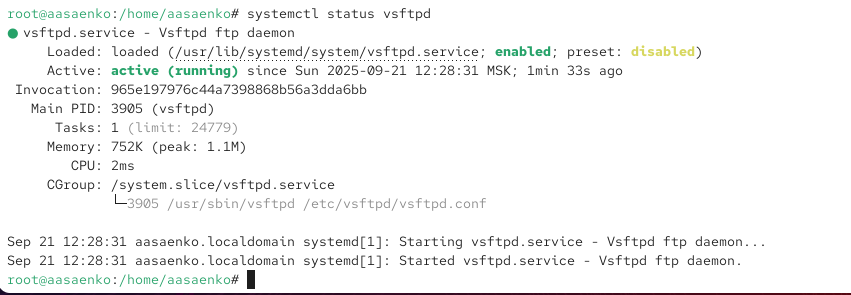 root@aasaenko:/home/aasaenko# systemctl status vsftpd
● vsftpd.service - Vsftpd ftp daemon
     Loaded: loaded (/usr/lib/systemd/system/vsftpd.service; enabled; preset: disabled)
     Active: active (running) since Sun 2025-09-21 12:28:31 MSK; 1min 33s ago
 Invocation: 965e197976c44a7398868b56a3dda6bb
   Main PID: 3905 (vsftpd)
      Tasks: 1 (limit: 24779)
     Memory: 752K (peak: 1.1M)
        CPU: 2ms
     CGroup: /system.slice/vsftpd.service
             └─3905 /usr/sbin/vsftpd /etc/vsftpd/vsftpd.conf

Sep 21 12:28:31 aasaenko.localdomain systemd[1]: Starting vsftpd.service - Vsftpd ftp daemon...
Sep 21 12:28:31 aasaenko.localdomain systemd[1]: Started vsftpd.service - Vsftpd ftp daemon.
root@aasaenko:/home/aasaenko#